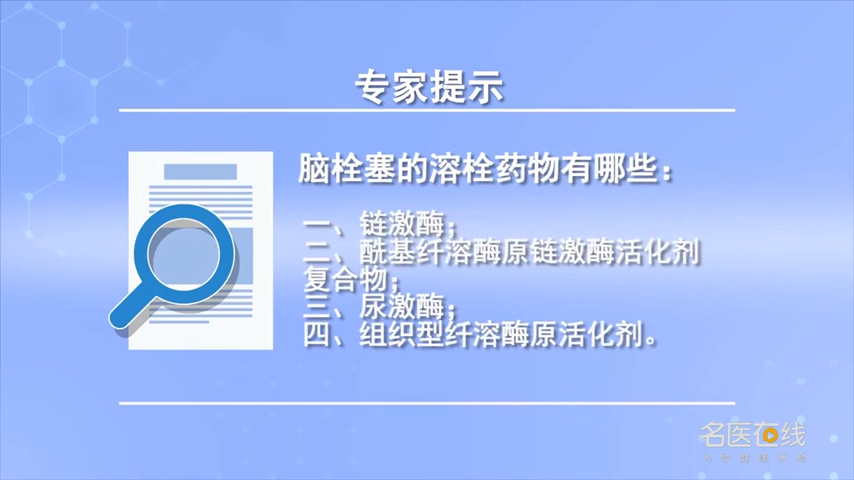 专家提示
脑栓塞的溶栓药物有哪些：
一、链激酶；
二、酰基纤溶酶原链激酶活化剂
复合物；
三、尿激酶；
四、组织型纤溶酶原活化剂。
名医在线